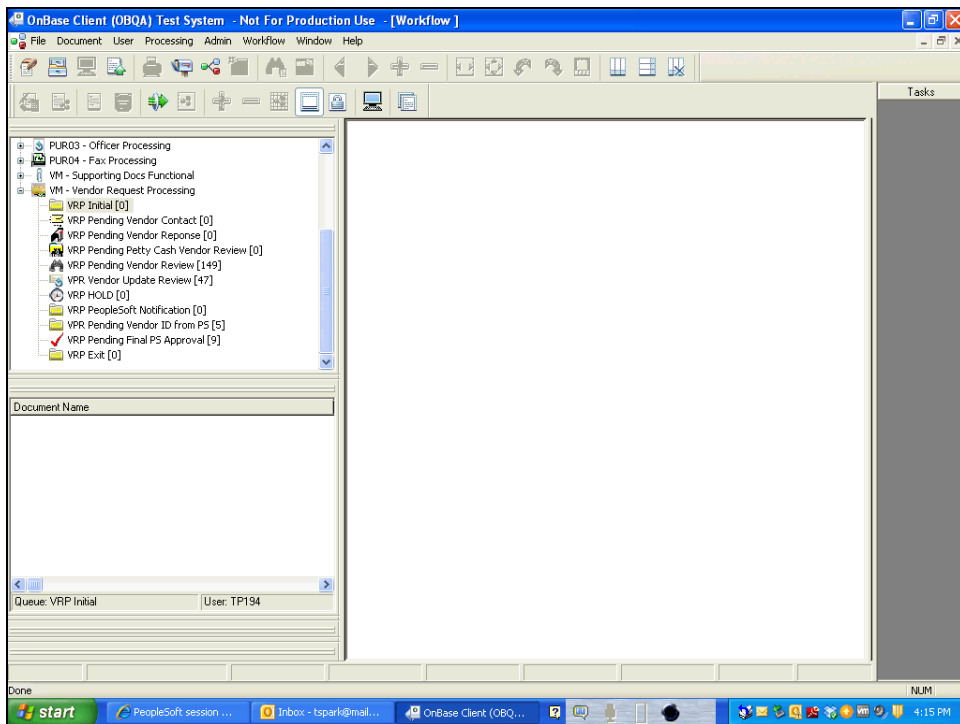 OnBase Client (OBQA) Test System - Not For Production Use - [Workflow ]
File Document User Processing Admin Workflow Window Help
Tasks
PUR03 - Officer Processing
PUR04 - Fax Processing
VM - Supporting Docs Functional
VM - Vendor Request Processing
VRP Initial [0]
VRP Pending Vendor Contact [0]
VRP Pending Vendor Reponse [0]
VRP Pending Petty Cash Vendor Review [0]
VRP Pending Vendor Review [149]
VPR Vendor Update Review [47]
VRP HOLD [0]
VRP PeopleSoft Notification [0]
VPR Pending Vendor ID from PS [5]
VRP Pending Final PS Approval [9]
VRP Exit [0]
Document Name
Queue: VRP Initial User: TP194
Done NUM
start PeopleSoft session ... Inbox - tspark@mail... OnBase Client (OBQ... 4:15 PM